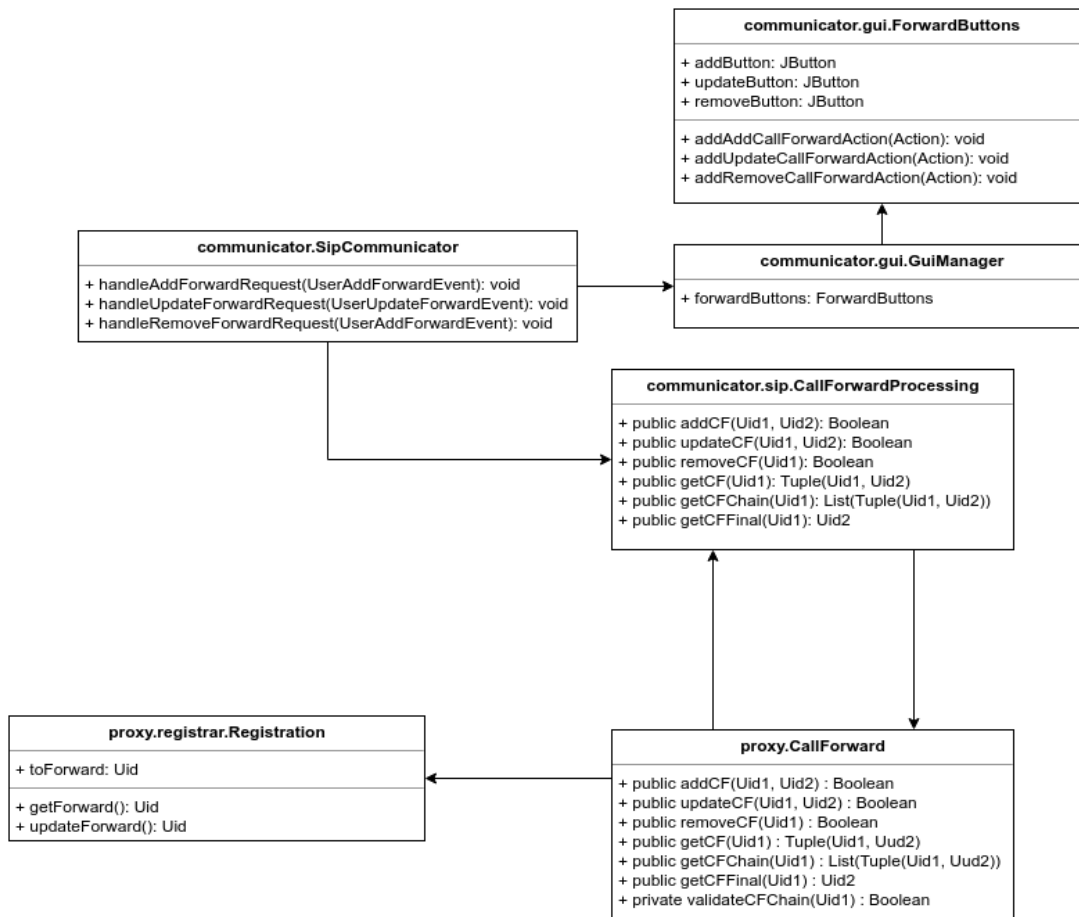 communicator.gui.ForwardButtons
+ addButton: JButton
+ updateButton: JButton
+ removeButton: JButton
+ addAddCallForwardAction(Action): void
+ addUpdateCallForwardAction(Action): void
+ addRemoveCallForwardAction(Action): void
communicator.SipCommunicator
+ handleAddForwardRequest(UserAddForwardEvent): void
+ handleUpdateForwardRequest(UserUpdateForwardEvent): void
+ handleRemoveForwardRequest(UserAddForwardEvent): void
communicator.gui.GuiManager
+ forwardButtons: ForwardButtons
communicator.sip.CallForwardProcessing
+ public addCF(Uid1, Uid2): Boolean
+ public updateCF(Uid1, Uid2): Boolean
+ public removeCF(Uid1): Boolean
+ public getCF(Uid1): Tuple(Uid1, Uid2)
+ public getCFChain(Uid1): List(Tuple(Uid1, Uid2))
+ public getCFFinal(Uid1): Uid2
proxy.registrar.Registration
+ toForward: Uid
+ getForward(): Uid
+ updateForward(): Uid
proxy.CallForward
+ public addCF(Uid1, Uid2) : Boolean
+ public updateCF(Uid1, Uid2) : Boolean
+ public removeCF(Uid1) : Boolean
+ public getCF(Uid1) : Tuple(Uid1, Uud2)
+ public getCFChain(Uid1) : List(Tuple(Uid1, Uud2))
+ public getCFFinal(Uid1) : Uid2
+ private validateCFChain(Uid1) : Boolean